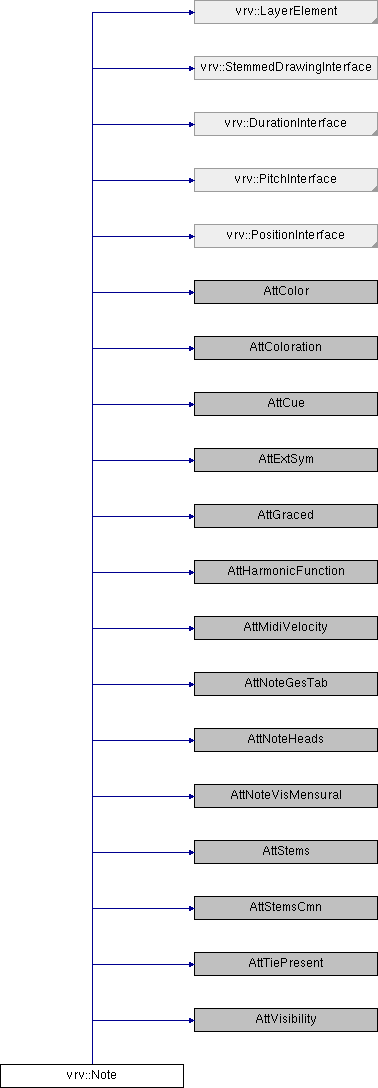 vrv::LayerElement
vrv::StemmedDrawingInterface
vrv::DurationInterface
vrv::PitchInterface
vrv::PositionInterface
AttColor
AttColoration
AttCue
AttExtSym
AttGraced
AttHarmonicFunction
AttMidiVelocity
AttNoteGesTab
AttNoteHeads
AttNoteVisMensural
AttStems
AttStemsCmn
AttTiePresent
AttVisibility
vrv::Note